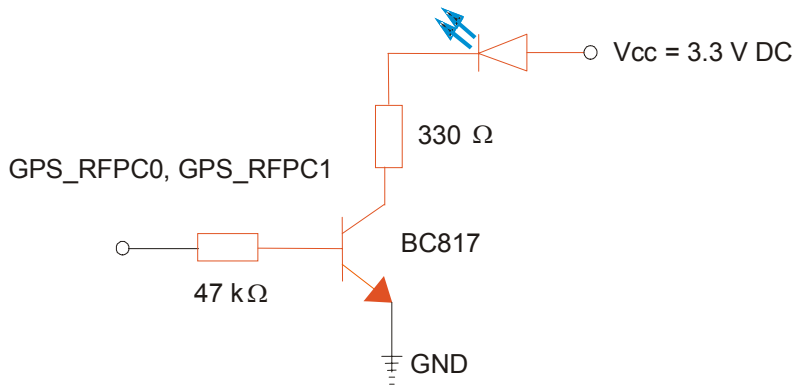 Vcc = 3.3 V DC
330 Ω
GPS_RFPC0, GPS_RFPC1
BC817
47 kΩ
GND